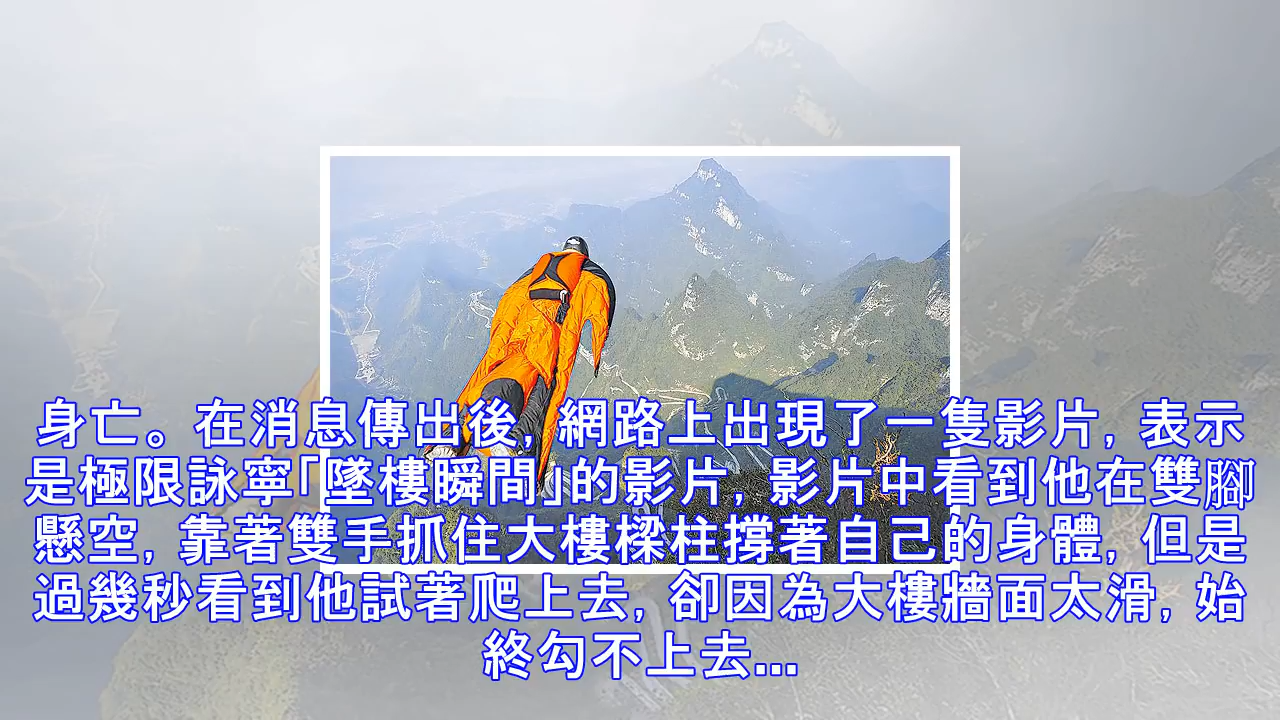 身亡。在消息傳出後, 網路上出現了一隻影片, 表示
是極限詠寧「墜樓瞬間」的影片, 影片中看到他在雙腳
懸空, 靠著雙手抓住大樓樑柱撐著自己的身體, 但是
過幾秒看到他試著爬上去, 卻因為大樓牆面太滑, 始
終勾不上去...